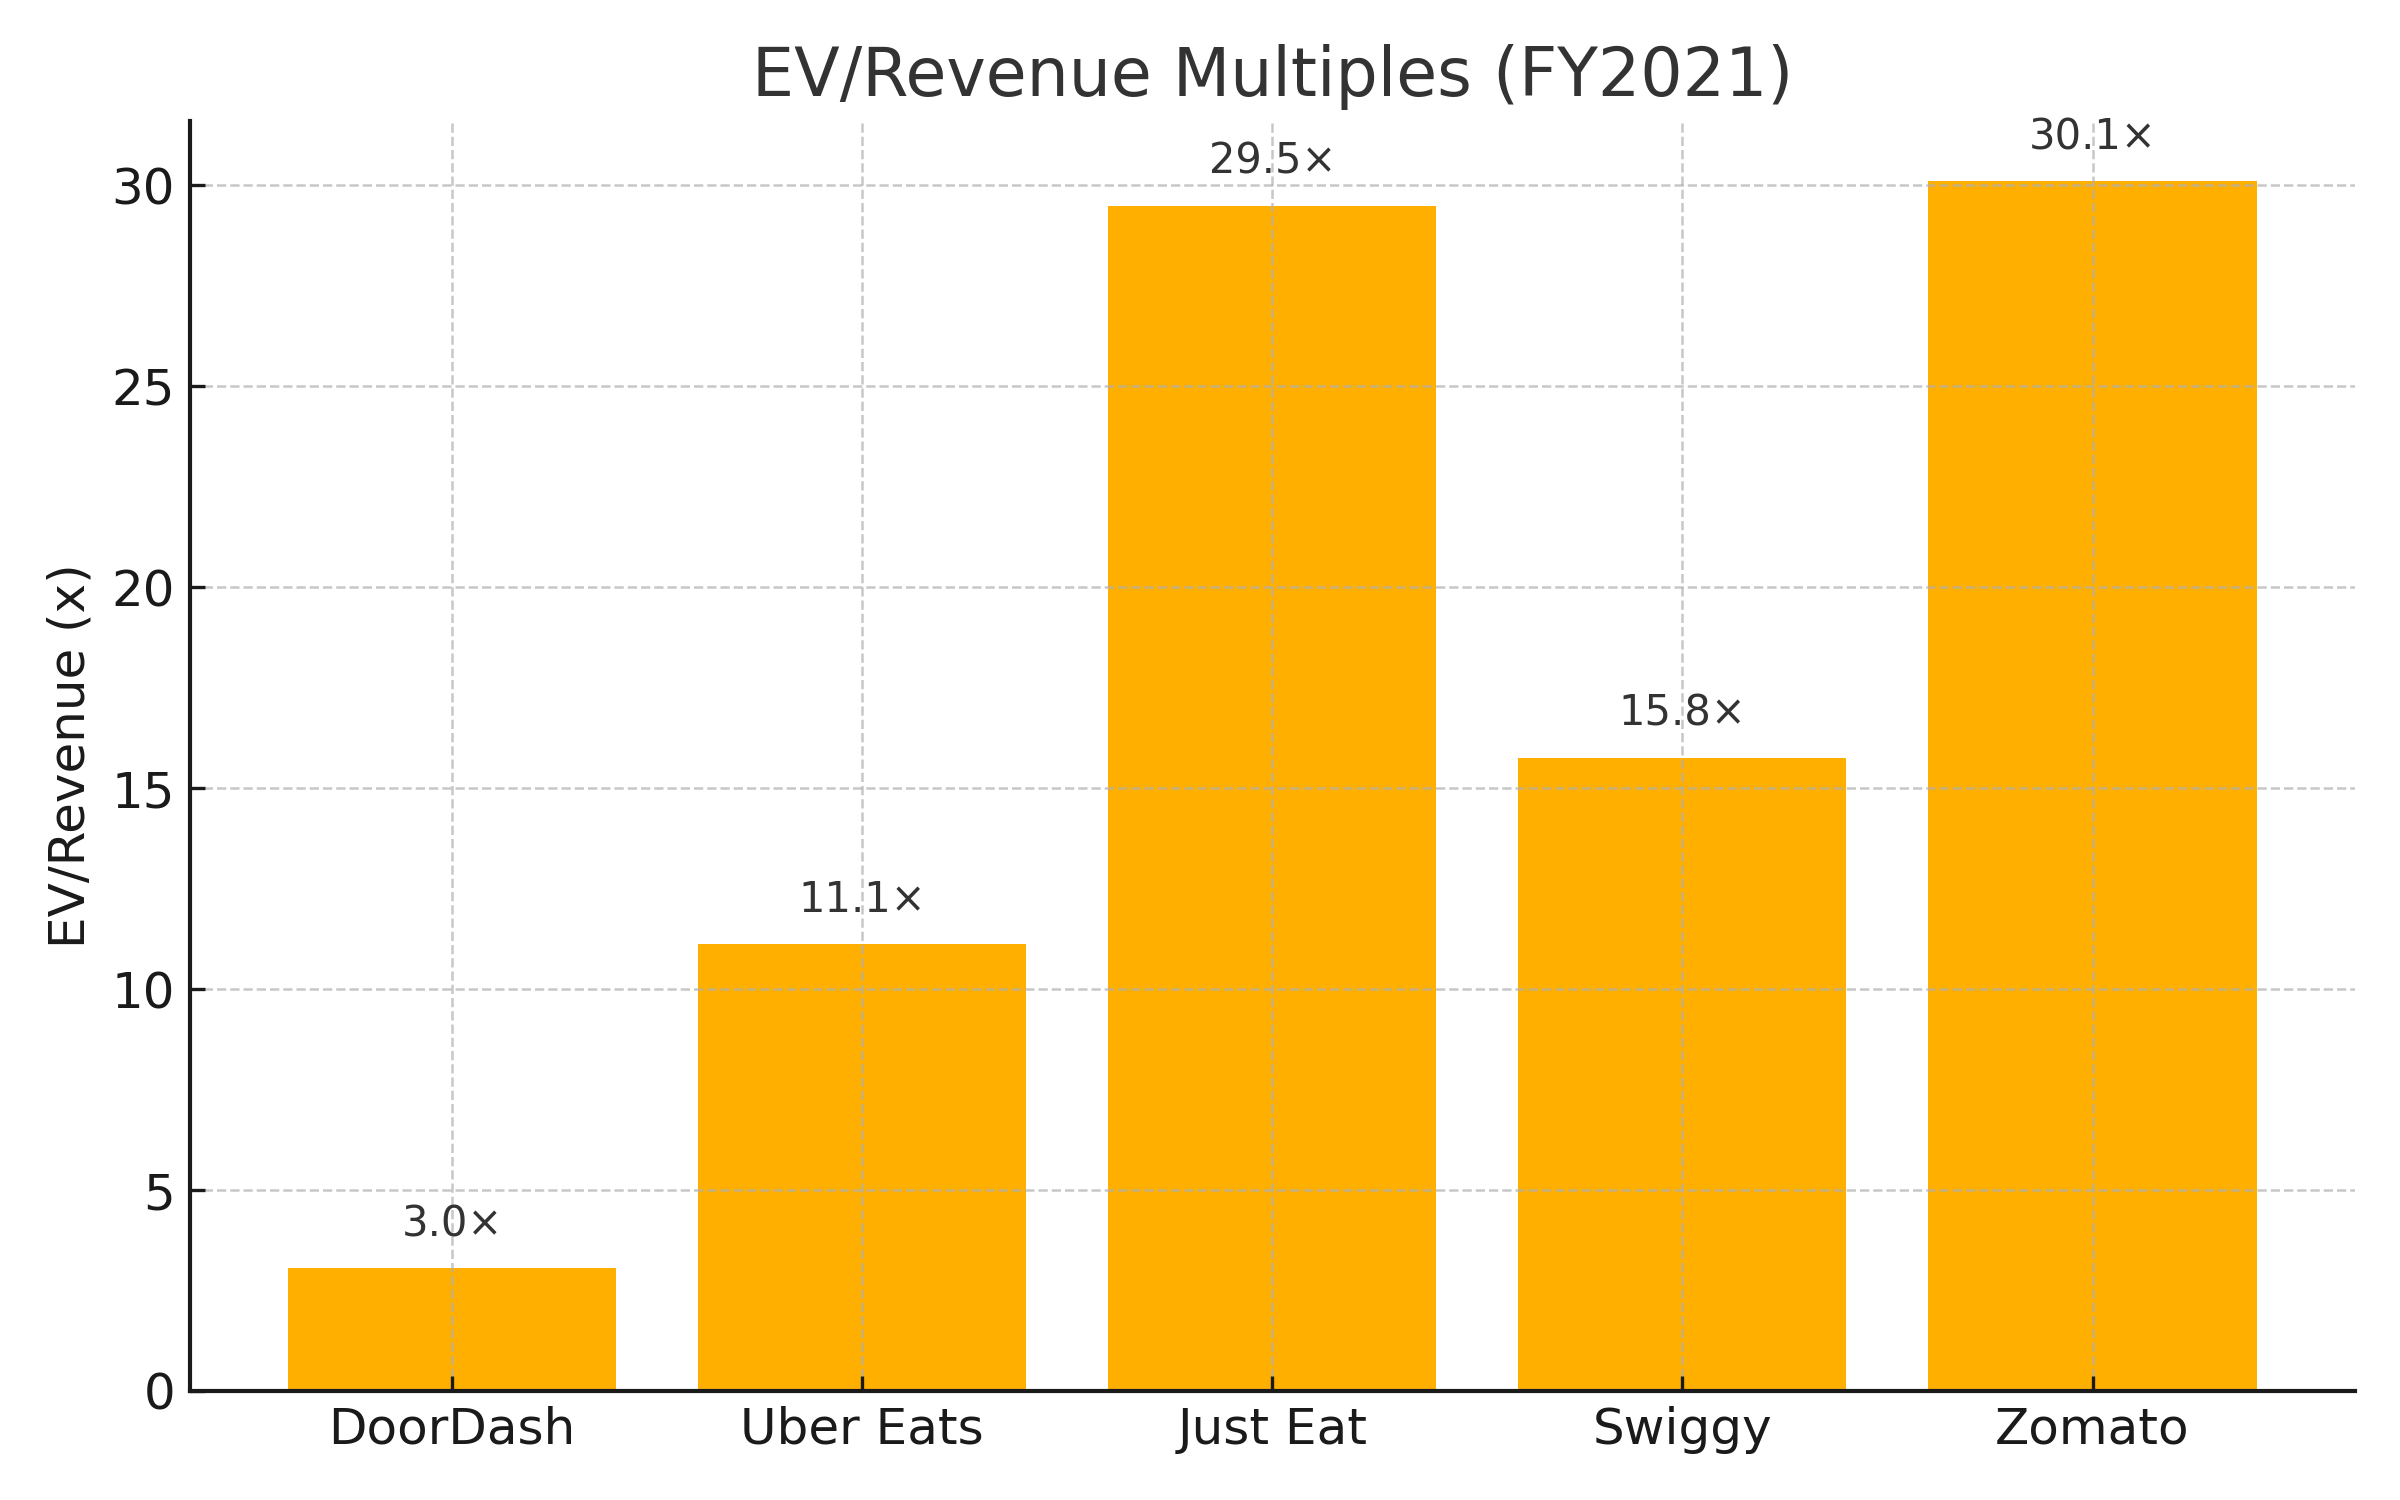 EV/Revenue Multiples (FY2021)
EV/Revenue (x)
30
25
20
15
10
5
0
3.0×
11.1×
29.5×
15.8×
30.1×
DoorDash
Uber Eats
Just Eat
Swiggy
Zomato